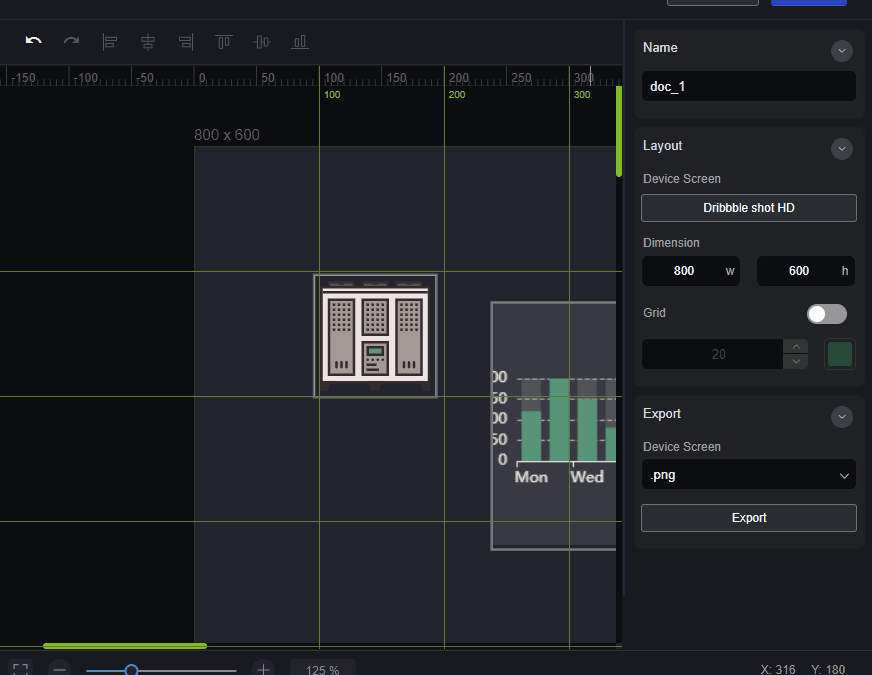 Name
-150 -100 -50 0 50 100 150 200 250 300
doc_1
100 200 300
800 x 600
Layout
Device Screen
Dribbble shot HD
Dimension
800 w 600 h
Grid
20
00
50
00
50
0
Mon Wed
Export
Device Screen
.png
Export
125 %
X: 316 Y: 180